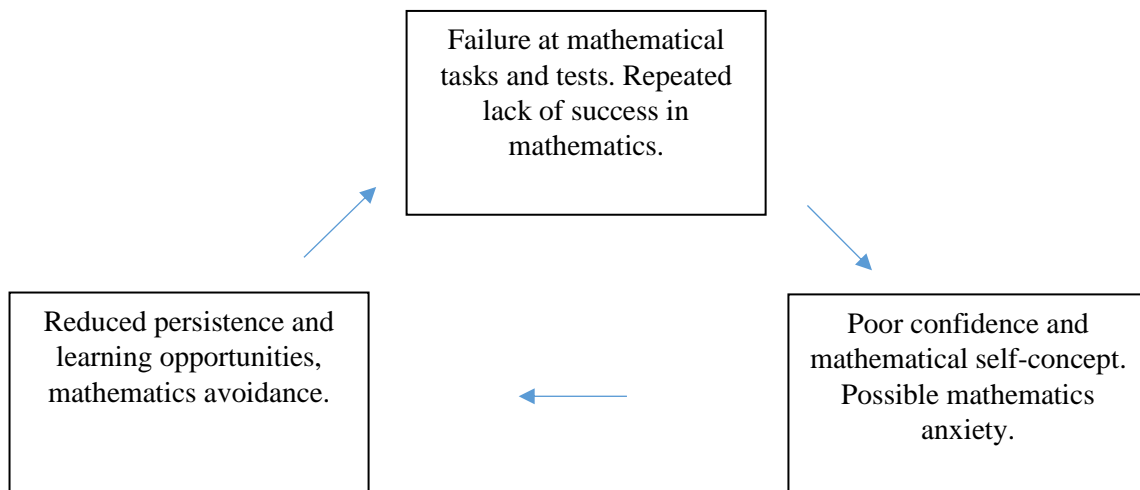 Failure at mathematical
tasks and tests. Repeated
lack of success in
mathematics.
Reduced persistence and
learning opportunities,
mathematics avoidance.
Poor confidence and
mathematical self-concept.
Possible mathematics
anxiety.